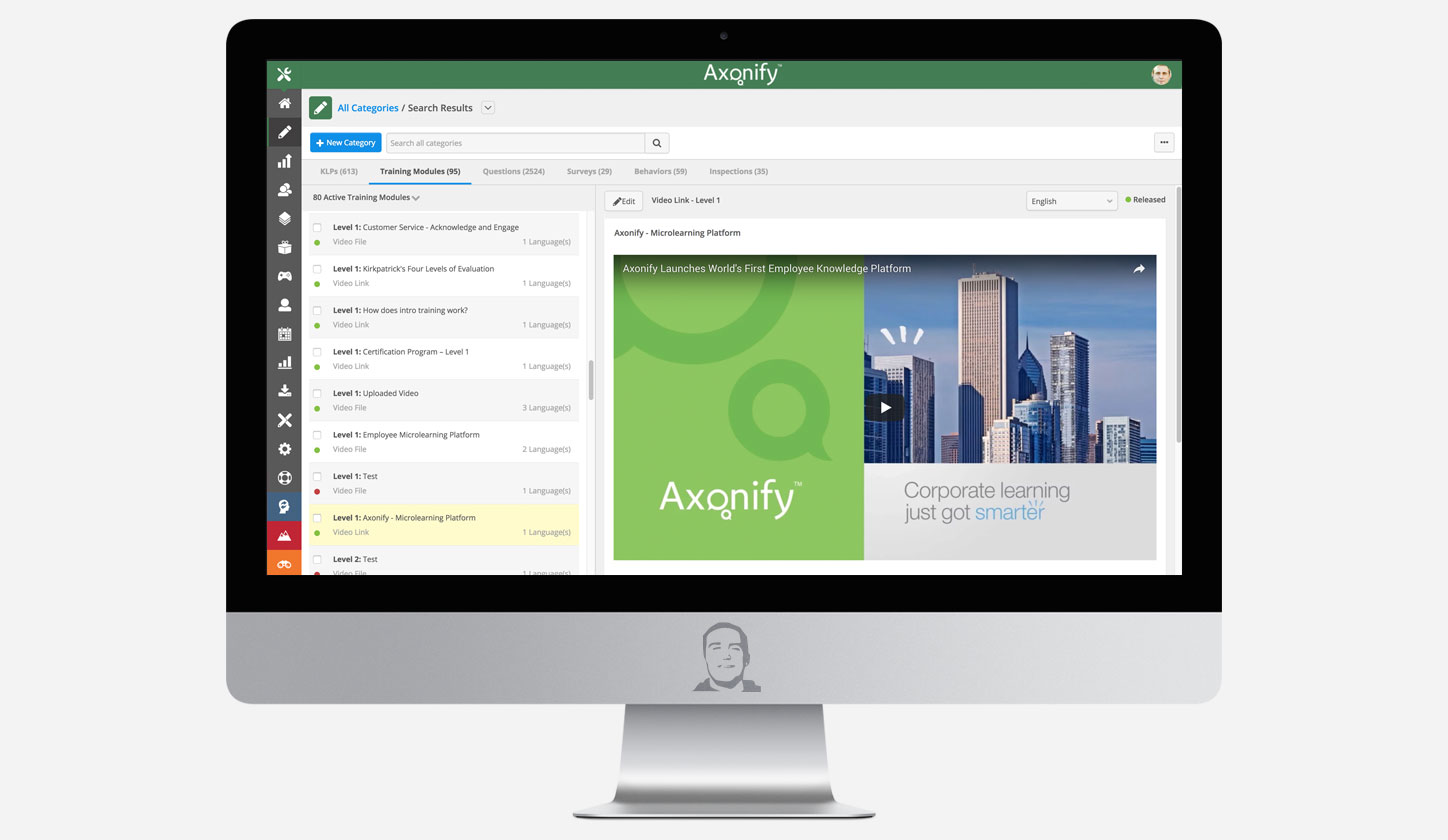 Axonify™
All Categories / Search Results
New Category
Search all categories
KLPs (613)
Training Modules (95)
Questions (2524)
Surveys (29)
Behaviors (59)
Inspections (35)
80 Active Training Modules
Level 1: Customer Service - Acknowledge and Engage
Video File 1 Language(s)
Level 1: Kirkpatrick's Four Levels of Evaluation
Video Link 1 Language(s)
Level 1: How does intro training work?
Video Link 1 Language(s)
Level 1: Certification Program – Level 1
Video Link 1 Language(s)
Level 1: Uploaded Video
Video File 3 Language(s)
Level 1: Employee Microlearning Platform
Video File 2 Language(s)
Level 1: Test
Video File 1 Language(s)
Level 1: Axonify - Microlearning Platform
Video Link 1 Language(s)
Level 2: Test
Video File 1 Language(s)
Edit
Video Link - Level 1
English
Released
Axonify - Microlearning Platform
Axonify Launches World's First Employee Knowledge Platform
Axonify™
Corporate learning
just got smarter